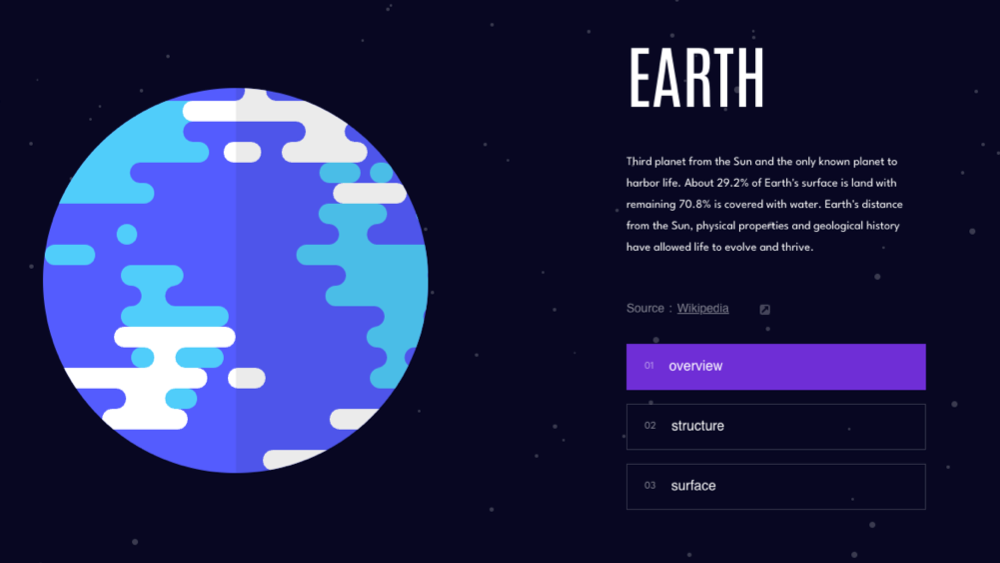 EARTH
Third planet from the Sun and the only known planet to
harbor life. About 29.2% of Earth's surface is land with
remaining 70.8% is covered with water. Earth's distance
from the Sun, physical properties and geological history
have allowed life to evolve and thrive.
Source : Wikipedia
01 overview
02 structure
03 surface